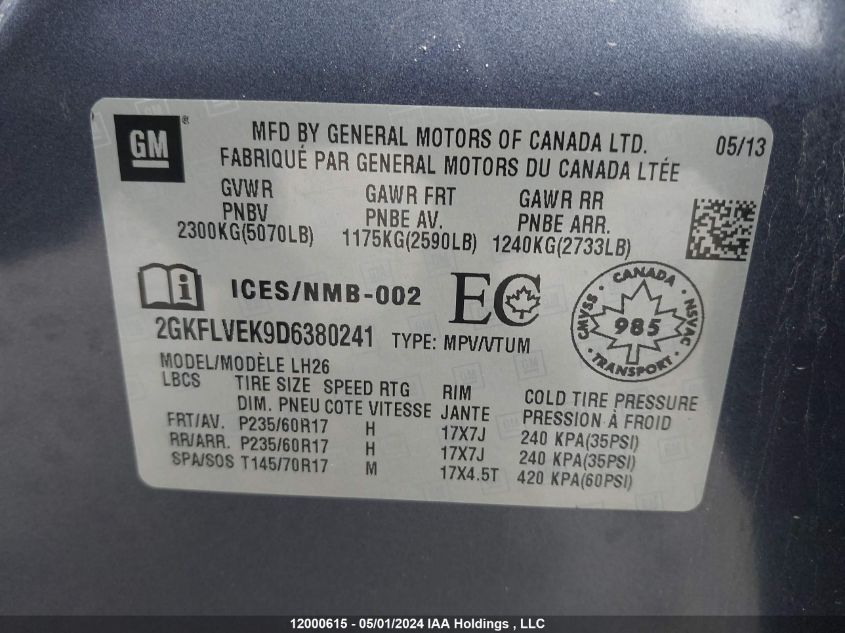 GM ®
MFD BY GENERAL MOTORS OF CANADA LTD. 05/13
FABRIQUÉ PAR GENERAL MOTORS DU CANADA LTÉE
GVWR GAWR FRT GAWR RR
PNBV PNBE AV. PNBE ARR.
2300KG(5070LB) 1175KG(2590LB) 1240KG(2733LB)
i ICES/NMB-002 EC
CANADA
CMVSS 985 NSVAC
TRANSPORT
2GKFLVEK9D6380241 TYPE: MPV/VTUM
MODEL/MODÈLE LH26
LBCS TIRE SIZE SPEED RTG RIM COLD TIRE PRESSURE
DIM. PNEU COTE VITESSE JANTE PRESSION À FROID
FRT/AV. P235/60R17 H 17X7J 240 KPA(35PSI)
RR/ARR. P235/60R17 H 17X7J 240 KPA(35PSI)
SPA/SOS T145/70R17 M 17X4.5T 420 KPA(60PSI)
12000615 - 05/01/2024 IAA Holdings , LLC